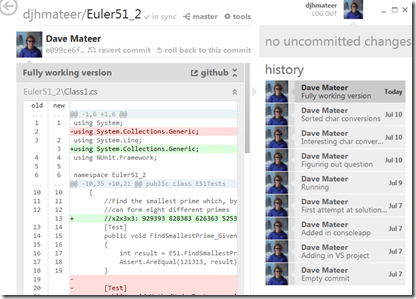 djhmateer/Euler51_2
in sync
master
tools
djhmateer
LOG OUT
Dave Mateer
e099ce6f... revert commit roll back to this commit
Fully working version
github
Euler51_2\Class1.cs
old new
... ... @@ -1,6 +1,6 @@
1 1 using System;
2 -using System.Collections.Generic;
3 2 using System.Linq;
3 +using System.Collections.Generic;
4 4 using NUnit.Framework;
5 5
6 6 namespace Euler51_2
... ... @@ -10,35 +10,21 @@ public class E51Tests
10 10 {
11 11 //Find the smallest prime which, by
12 12 //can form eight different primes
13 + //x2x3x3: 929393 828383 626363 5253
13 14 [Test]
14 15 public void FindSmallestPrime_Given
15 16 {
16 17 int result = E51.FindSmallestPr
17 18 Assert.AreEqual(121313, result)
18 19 }
19 -
20 - [Test]
no uncommitted changes
history
Dave Mateer
Fully working version
Today
Dave Mateer
Sorted char conversions
Jul 10
Dave Mateer
Interesting char conver...
Jul 10
Dave Mateer
Figuring out question
Jul 10
Dave Mateer
Running
Jul 9
Dave Mateer
First attempt at solution...
Jul 7
Dave Mateer
Added in consoleapp
Jul 7
Dave Mateer
Adding in VS project
Jul 7
Dave Mateer
Empty commit
Jul 7